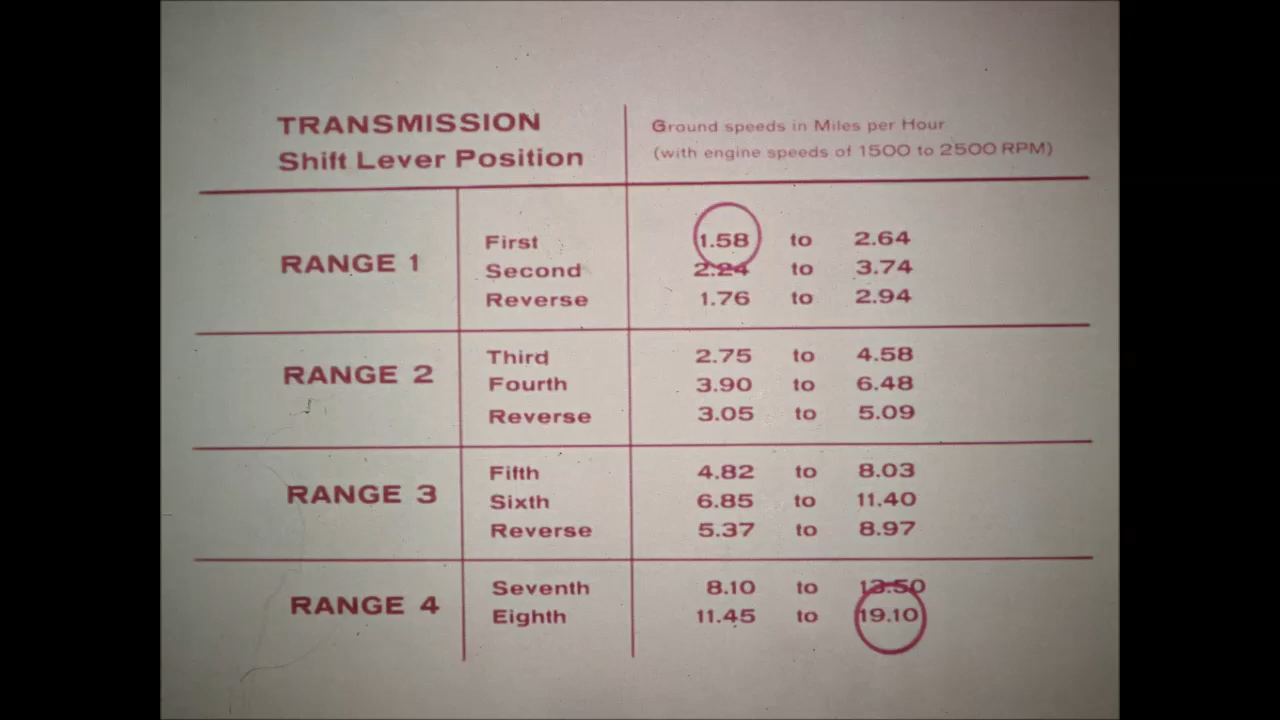 TRANSMISSION
Shift Lever Position
Ground speeds in Miles per Hour
(with engine speeds of 1500 to 2500 RPM)
RANGE 1
First 1.58 to 2.64
Second 2.24 to 3.74
Reverse 1.76 to 2.94
RANGE 2
Third 2.75 to 4.58
Fourth 3.90 to 6.48
Reverse 3.05 to 5.09
RANGE 3
Fifth 4.82 to 8.03
Sixth 6.85 to 11.40
Reverse 5.37 to 8.97
RANGE 4
Seventh 8.10 to 13.50
Eighth 11.45 to 19.10